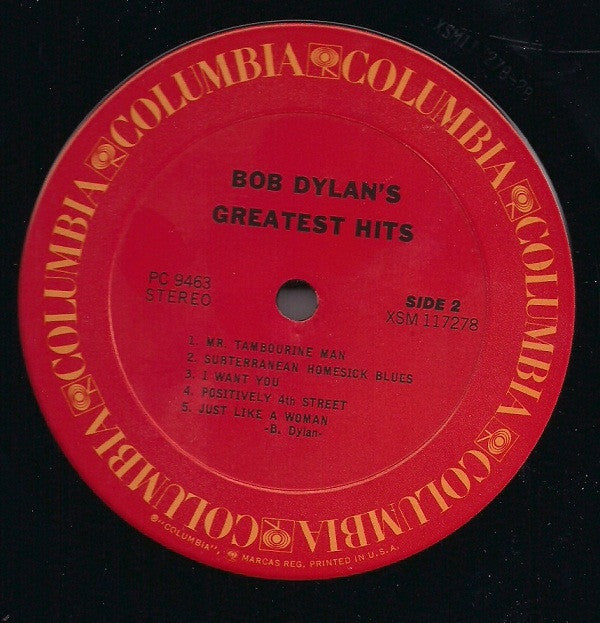 COLUMBIA COLUMBIA COLUMBIA COLUMBIA COLUMBIA COLUMBIA
BOB DYLAN'S
GREATEST HITS
PC 9463
STEREO
SIDE 2
XSM 117278
1. MR. TAMBOURINE MAN
2. SUBTERRANEAN HOMESICK BLUES
3. I WANT YOU
4. POSITIVELY 4th STREET
5. JUST LIKE A WOMAN
-B. Dylan-
®"COLUMBIA", MARCAS REG. PRINTED IN U.S.A.